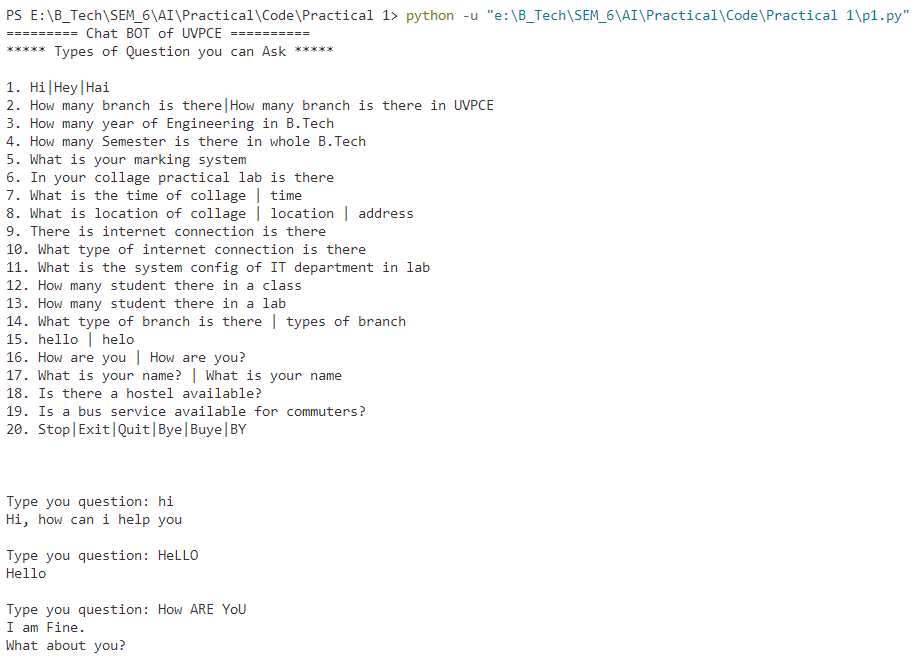 PS E:\B_Tech\SEM_6\AI\Practical\Code\Practical 1> python -u "e:\B_Tech\SEM_6\AI\Practical\Code\Practical 1\p1.py"
========= Chat BOT of UVPCE ==========
***** Types of Question you can Ask *****
1. Hi|Hey|Hai
2. How many branch is there|How many branch is there in UVPCE
3. How many year of Engineering in B.Tech
4. How many Semester is there in whole B.Tech
5. What is your marking system
6. In your collage practical lab is there
7. What is the time of collage | time
8. What is location of collage | location | address
9. There is internet connection is there
10. What type of internet connection is there
11. What is the system config of IT department in lab
12. How many student there in a class
13. How many student there in a lab
14. What type of branch is there | types of branch
15. hello | helo
16. How are you | How are you?
17. What is your name? | What is your name
18. Is there a hostel available?
19. Is a bus service available for commuters?
20. Stop|Exit|Quit|Bye|Buye|BY
Type you question: hi
Hi, how can i help you
Type you question: HeLLO
Hello
Type you question: How ARE YoU
I am Fine.
What about you?